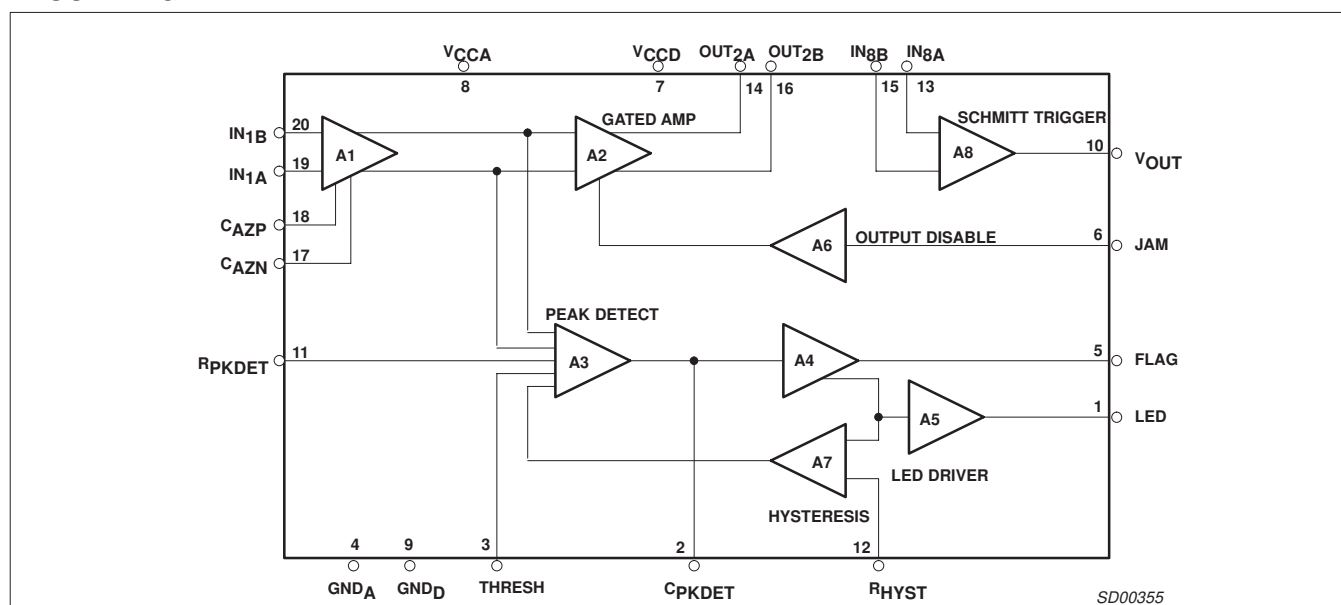 VCCA VCCD OUT2A OUT2B IN8B IN8A
8 7 14 16 15 13
IN1B 20 GATED AMP SCHMITT TRIGGER
A1 A2 A8 10 VOUT
IN1A 19
CAZP 18
A6 OUTPUT DISABLE 6 JAM
CAZN 17
PEAK DETECT
RPKDET 11 A3 A4 5 FLAG
A5 1 LED
A7 LED DRIVER
HYSTERESIS
4 9 3 2 12
GNDA GNDD THRESH CPKDET RHYST
SD00355